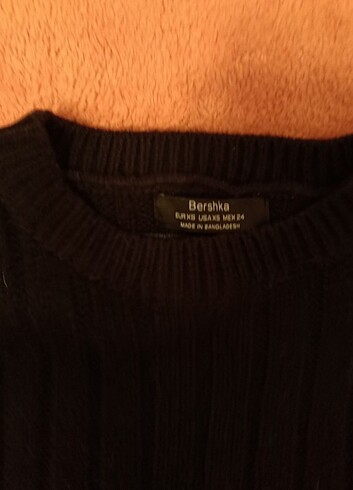 Bershka
EUR XS USA XS MEX 24
MADE IN BANGLADESH